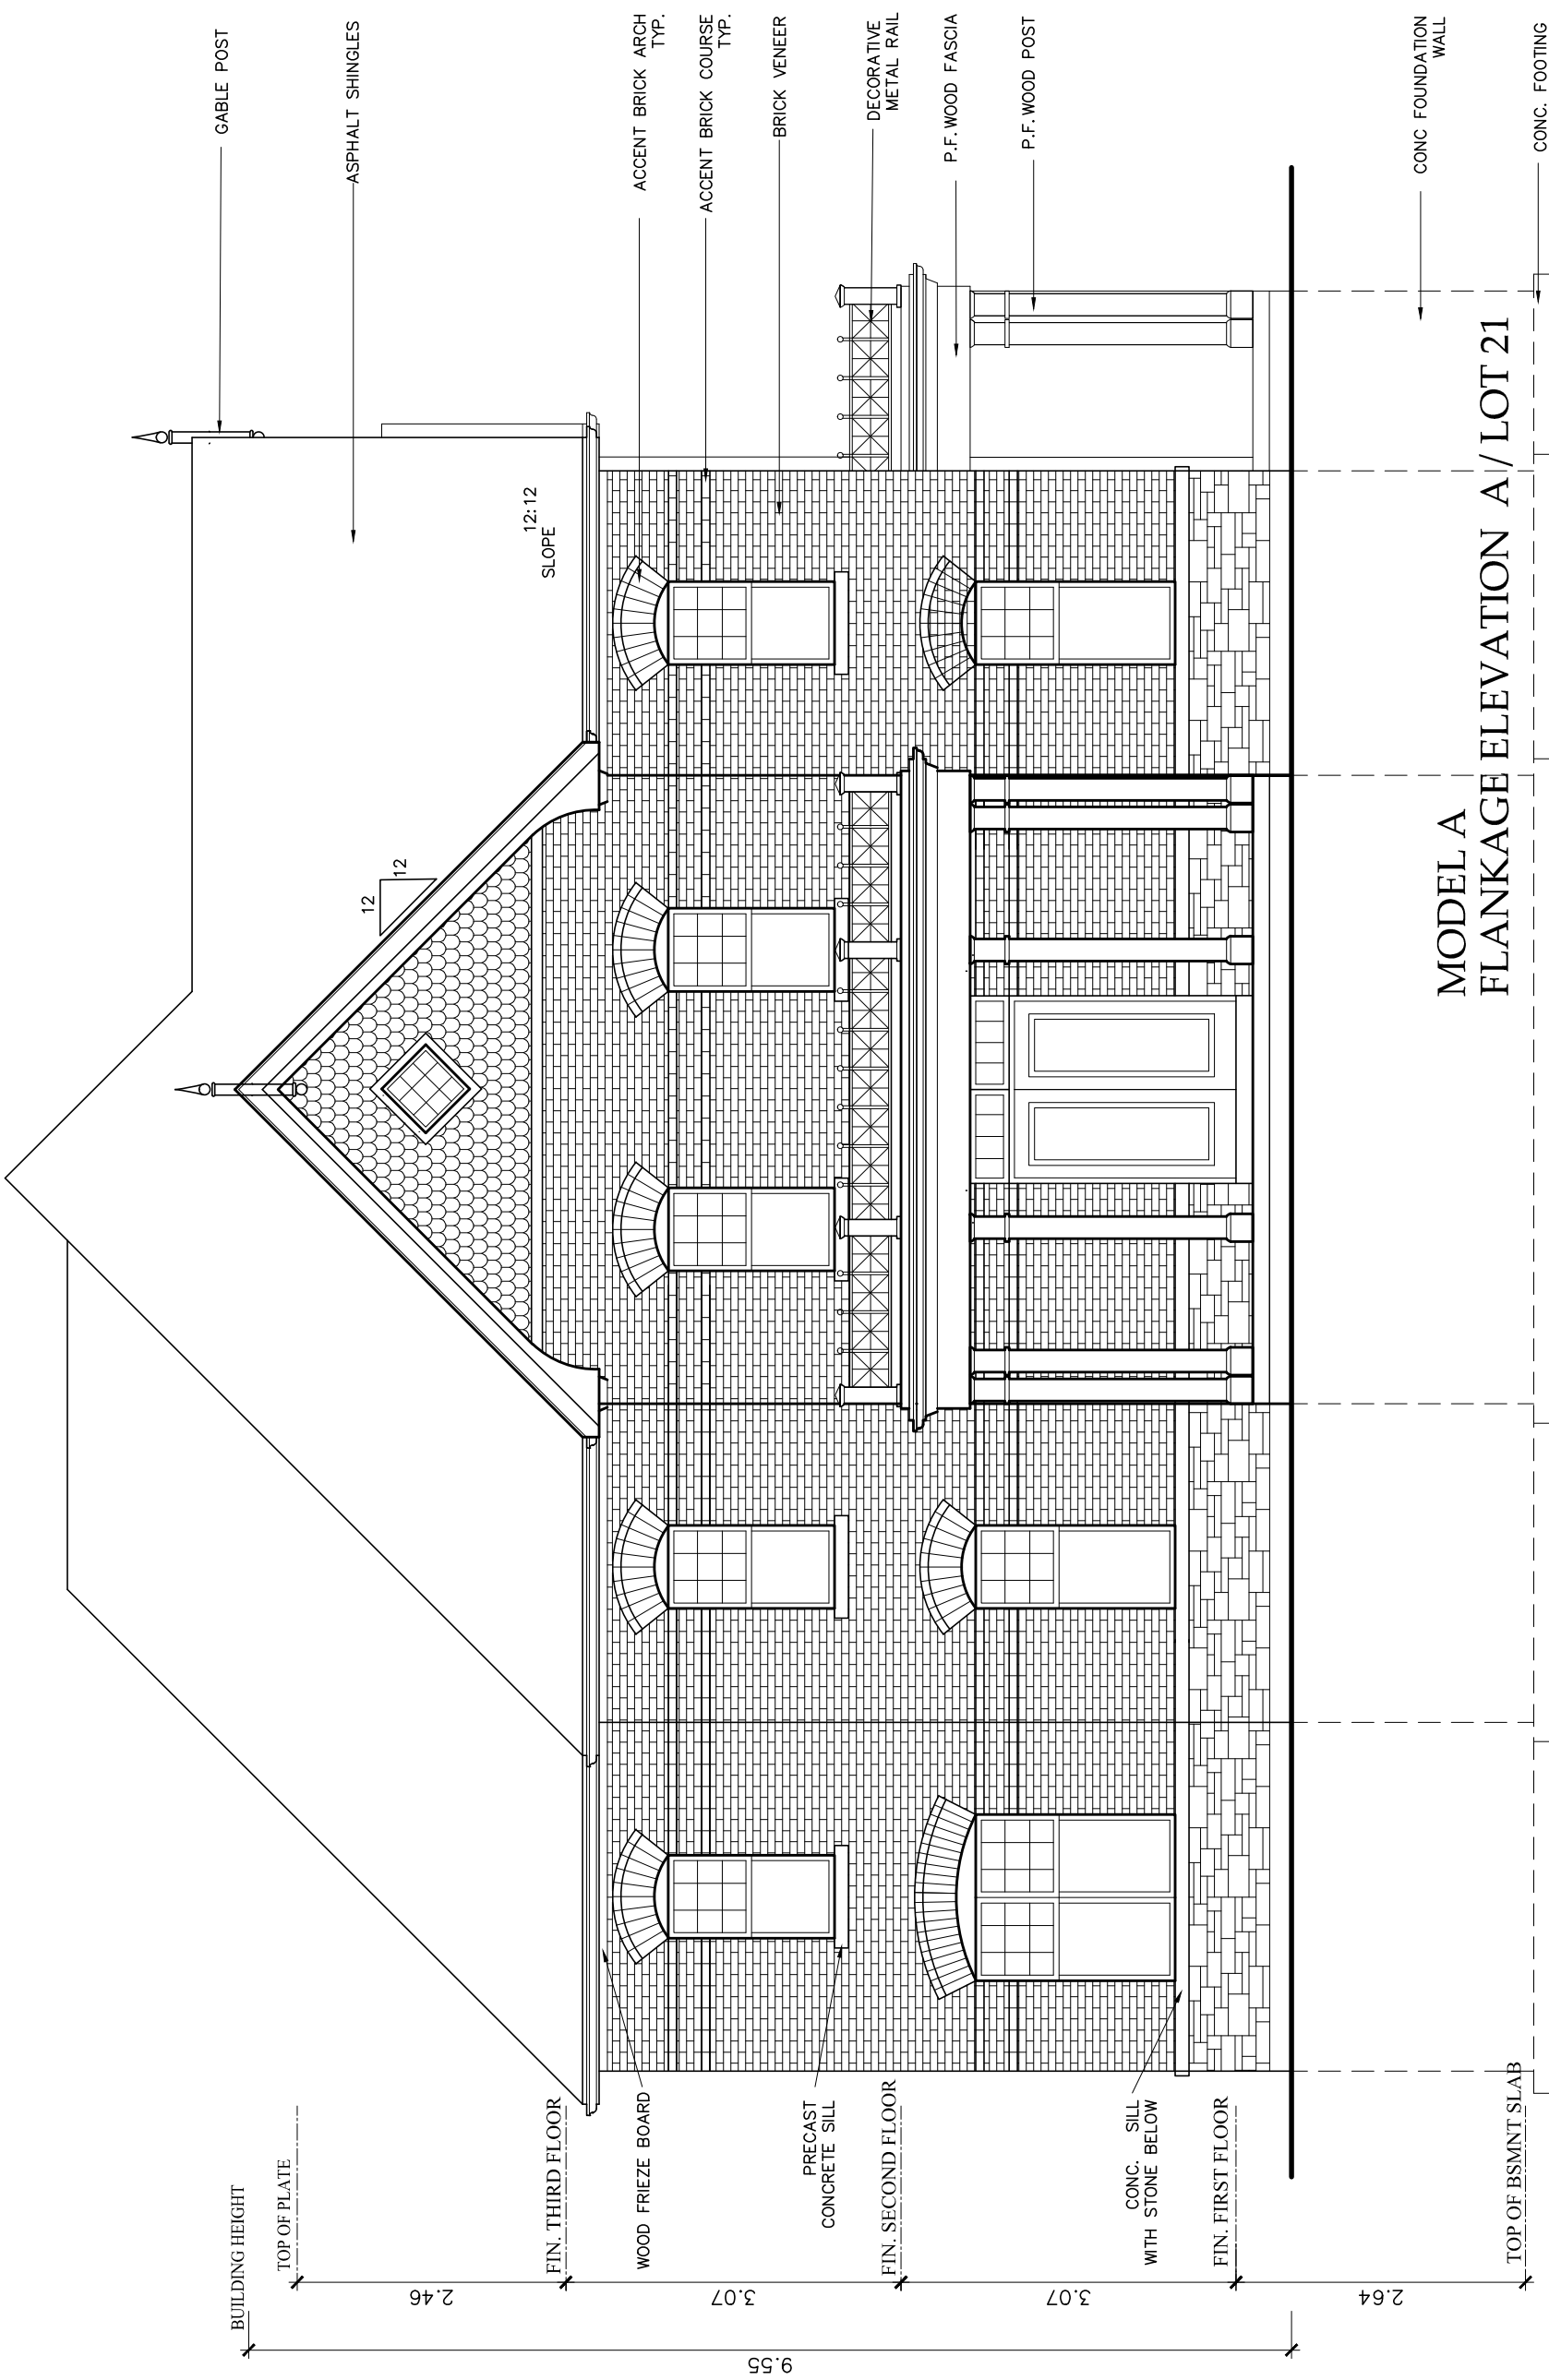 GABLE POST
ASPHALT SHINGLES
ACCENT BRICK ARCH
TYP.
ACCENT BRICK COURSE
TYP.
BRICK VENEER
DECORATIVE
METAL RAIL
P.F. WOOD FASCIA
P.F. WOOD POST
CONC FOUNDATION
WALL
CONC. FOOTING
12:12
SLOPE
12
12
BUILDING HEIGHT
TOP OF PLATE
FIN. THIRD FLOOR
WOOD FRIEZE BOARD
PRECAST
CONCRETE SILL
FIN. SECOND FLOOR
CONC. SILL
WITH STONE BELOW
FIN. FIRST FLOOR
TOP OF BSMNT SLAB
2.46
3.07
3.07
2.64
9.55
MODEL A
FLANKAGE ELEVATION A / LOT 21